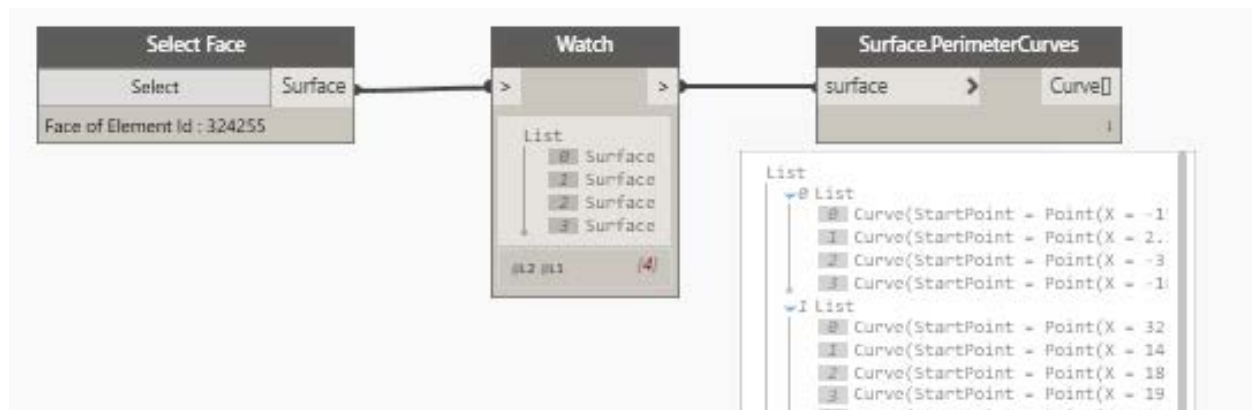 Select Face
Select
Surface
Face of Element Id : 324255
Watch
>
>
List
0 Surface
1 Surface
2 Surface
3 Surface
@L2 @L1
{4}
Surface.PerimeterCurves
surface
>
Curve[]
List
0 List
0 Curve(StartPoint = Point(X = -1
1 Curve(StartPoint = Point(X = 2.
2 Curve(StartPoint = Point(X = -3
3 Curve(StartPoint = Point(X = -1
1 List
0 Curve(StartPoint = Point(X = 32
1 Curve(StartPoint = Point(X = 14
2 Curve(StartPoint = Point(X = 18
3 Curve(StartPoint = Point(X = 19